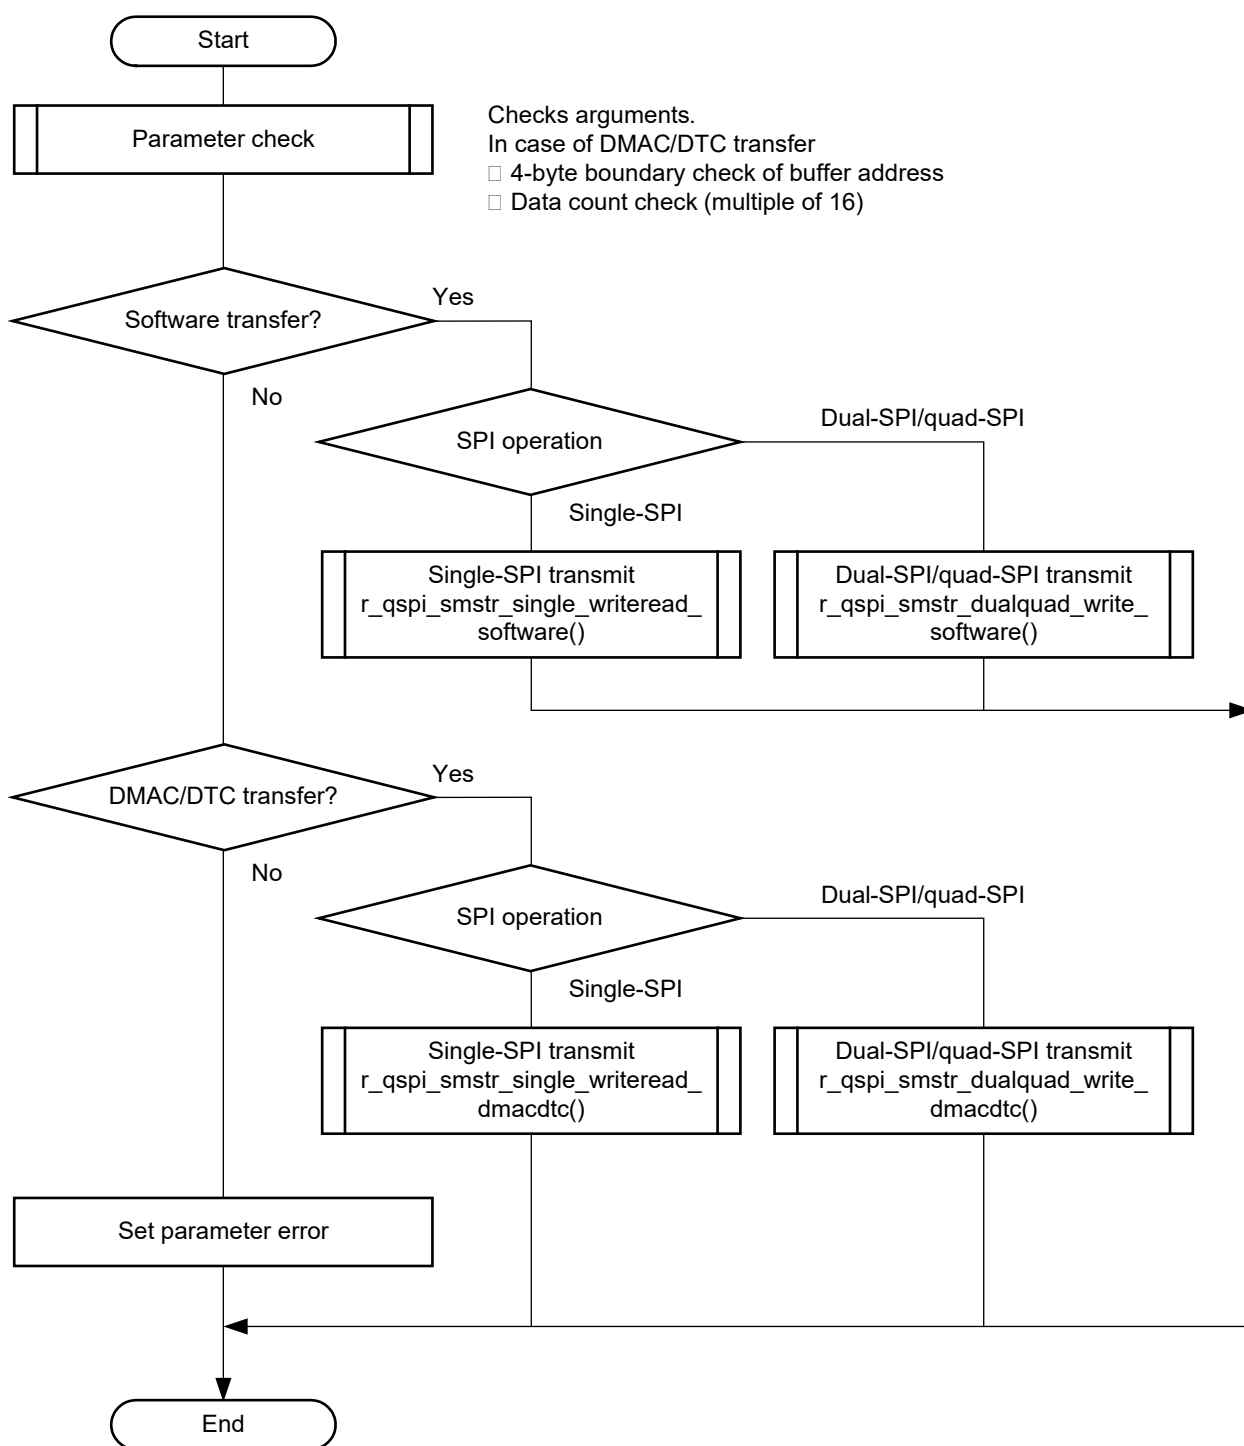 Start
Parameter check
Checks arguments.
In case of DMAC/DTC transfer
□ 4-byte boundary check of buffer address
□ Data count check (multiple of 16)
Software transfer?
Yes
No
SPI operation
Dual-SPI/quad-SPI
Single-SPI
Single-SPI transmit
r_qspi_smstr_single_writeread_
software()
Dual-SPI/quad-SPI transmit
r_qspi_smstr_dualquad_write_
software()
DMAC/DTC transfer?
Yes
No
SPI operation
Dual-SPI/quad-SPI
Single-SPI
Single-SPI transmit
r_qspi_smstr_single_writeread_
dmacdtc()
Dual-SPI/quad-SPI transmit
r_qspi_smstr_dualquad_write_
dmacdtc()
Set parameter error
End